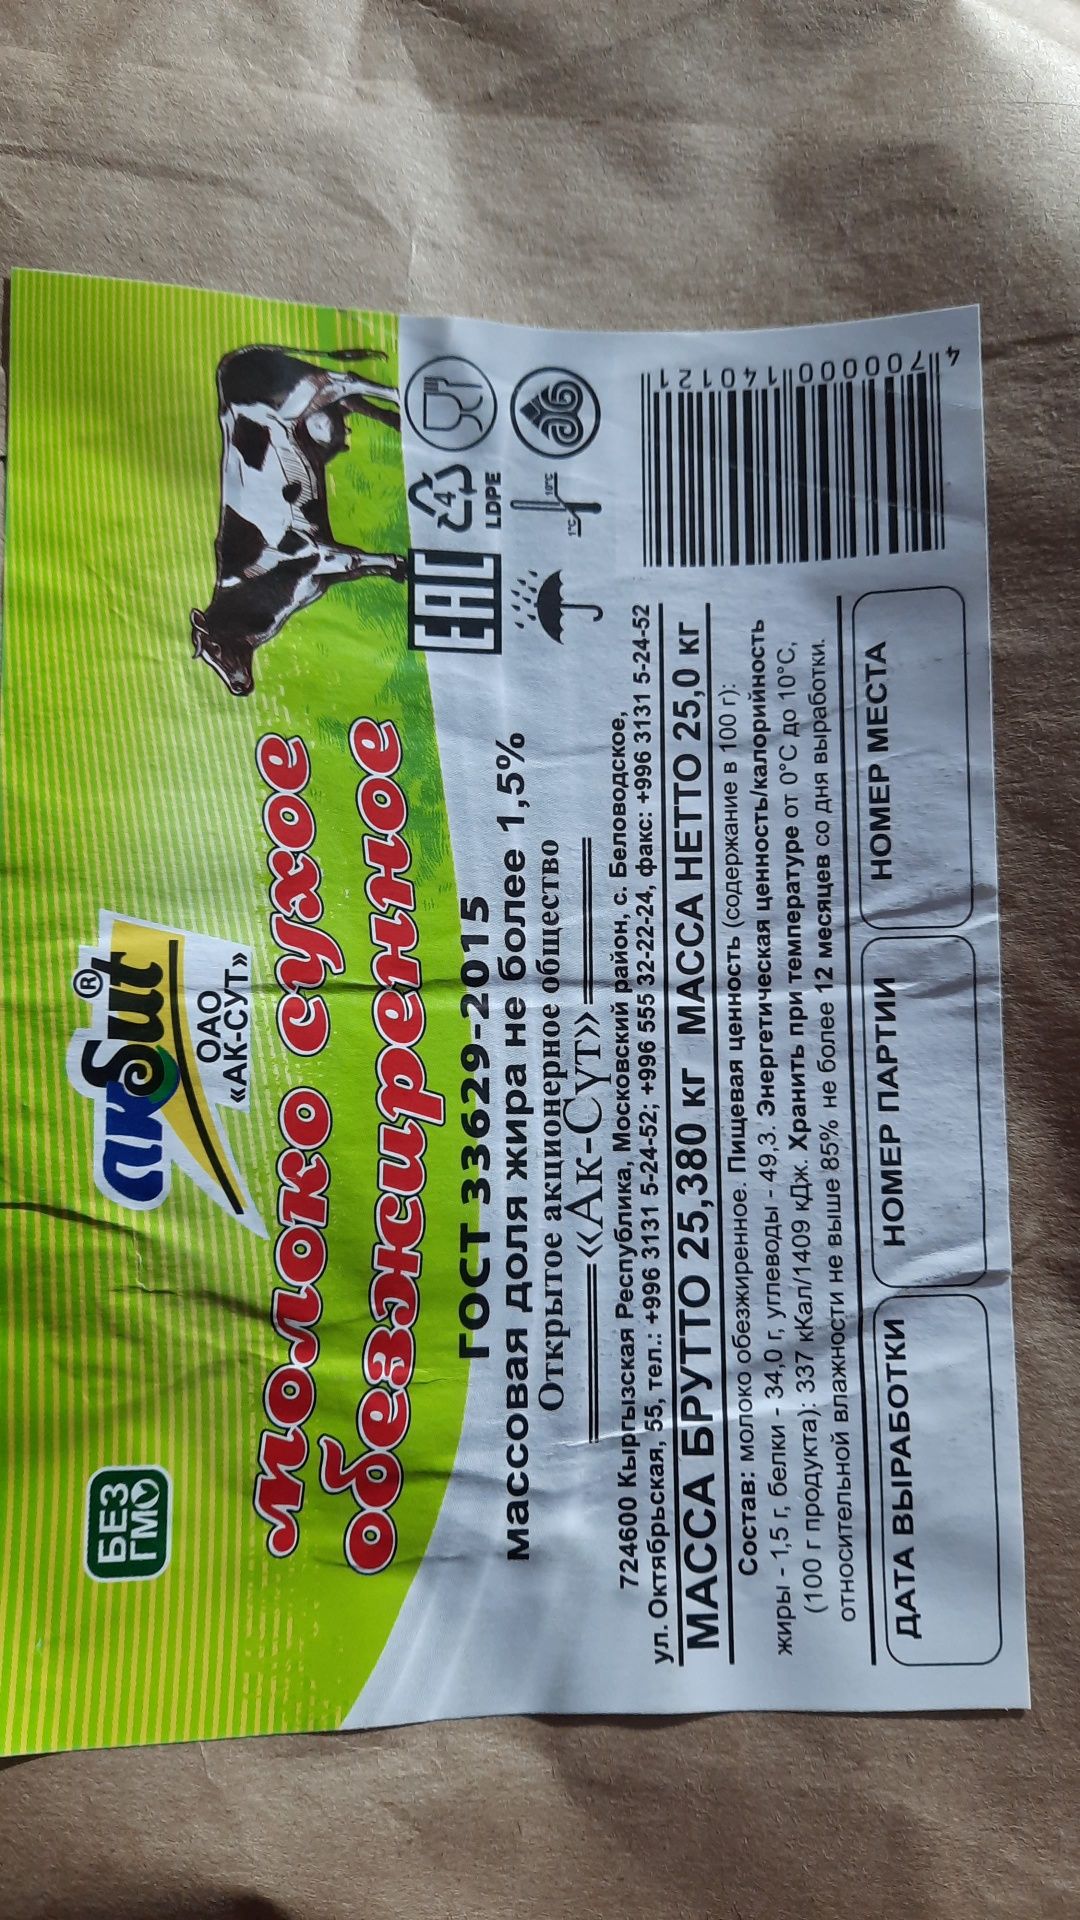 БЕЗ
ГМО
AKSut®
ОАО
«АК-СУТ»
молоко сухое
обезжиренное
ГОСТ 33629-2015
массовая доля жира не более 1,5%
Открытое акционерное общество
«АК-СУТ»
EAC
4
LDPE
1°C
10°C
724600 Кыргызская Республика, Московский район, с. Беловодское,
ул. Октябрьская, 55, тел.: +996 3131 5-24-52; +996 555 32-22-24, факс: +996 3131 5-24-52
МАССА БРУТТО 25,380 кг МАССА НЕТТО 25,0 кг
Состав: молоко обезжиренное. Пищевая ценность (содержание в 100 г):
жиры - 1,5 г, белки - 34,0 г, углеводы - 49,3. Энергетическая ценность/калорийность
(100 г продукта): 337 кКал/1409 кДж. Хранить при температуре от 0°С до 10°С,
относительной влажности не выше 85% не более 12 месяцев со дня выработки.
ДАТА ВЫРАБОТКИ
НОМЕР ПАРТИИ
НОМЕР МЕСТА
4 700000 140121